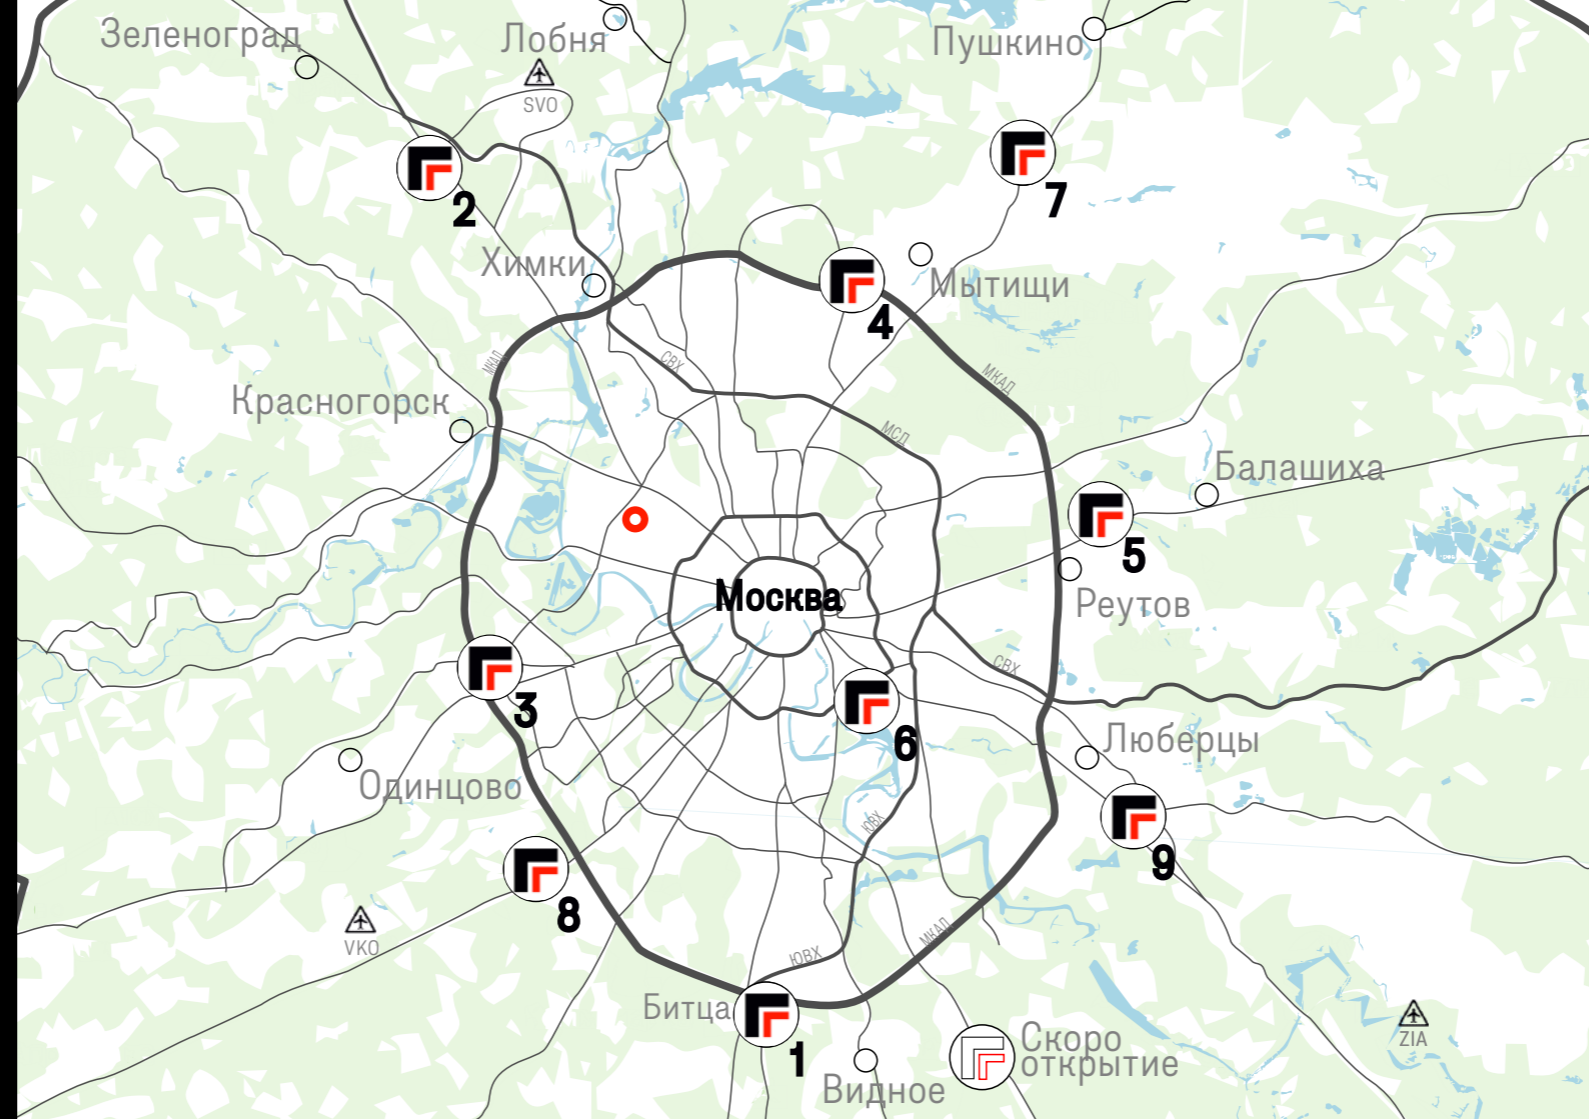 Зеленоград
Лобня
Пушкино
SVO
2
7
Химки
Мытищи
4
МКАД
СВХ
МКАД
Красногорск
МСД
Балашиха
5
Москва
Реутов
СВХ
3
6
Люберцы
Одинцово
ЮВХ
9
8
VKO
МКАД
ЮВХ
Битца
Скоро
открытие
ZIA
1
Видное